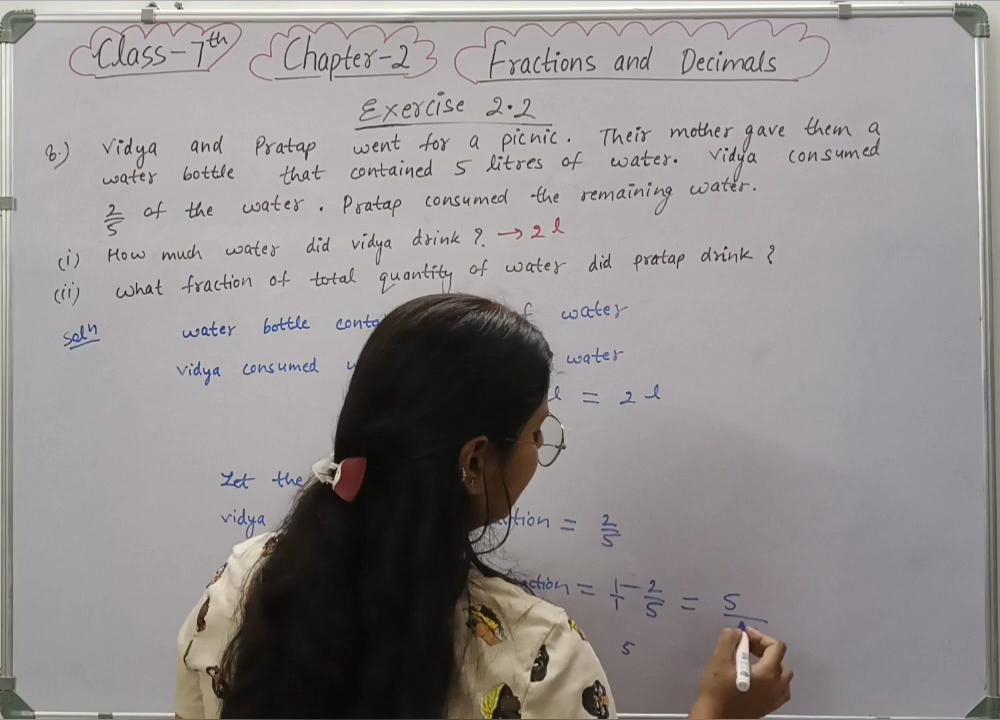 Class-7th Chapter-2 Fractions and Decimals
Exercise 2.2
8.) Vidya and Pratap went for a picnic. Their mother gave them a
water bottle that contained 5 litres of water. Vidya consumed
2/5 of the water. Pratap consumed the remaining water.
(i) How much water did vidya drink? → 2 l
(ii) what fraction of total quantity of water did pratap drink?
Solⁿ water bottle water
vidya consumed water
l = 2 l
Let the
vidya = 2/5
= 1/1 - 2/5 = 5
5